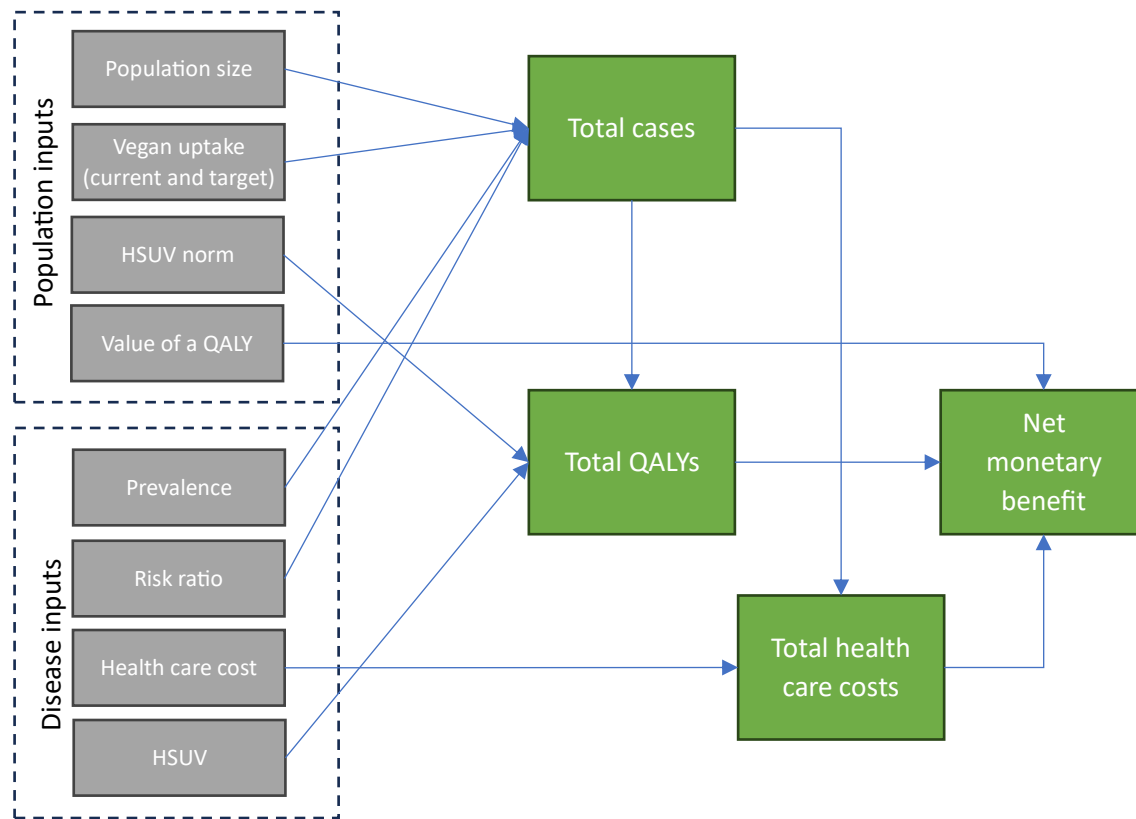 Population inputs
Population size
Vegan uptake
(current and target)
HSUV norm
Value of a QALY
Disease inputs
Prevalence
Risk ratio
Health care cost
HSUV
Total cases
Total QALYs
Total health
care costs
Net
monetary
benefit